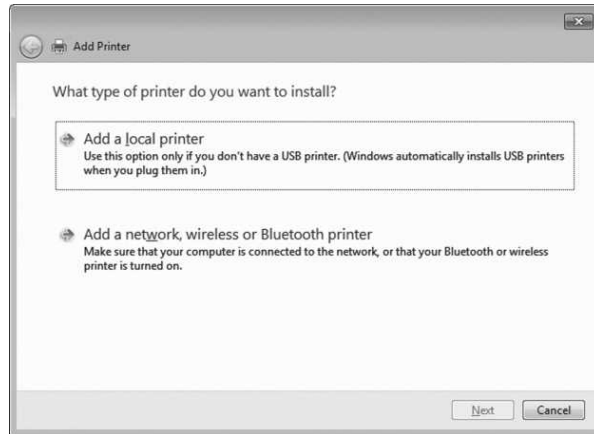 Add Printer
What type of printer do you want to install?
Add a local printer
Use this option only if you don't have a USB printer. (Windows automatically installs USB printers
when you plug them in.)
Add a network, wireless or Bluetooth printer
Make sure that your computer is connected to the network, or that your Bluetooth or wireless
printer is turned on.
Next Cancel